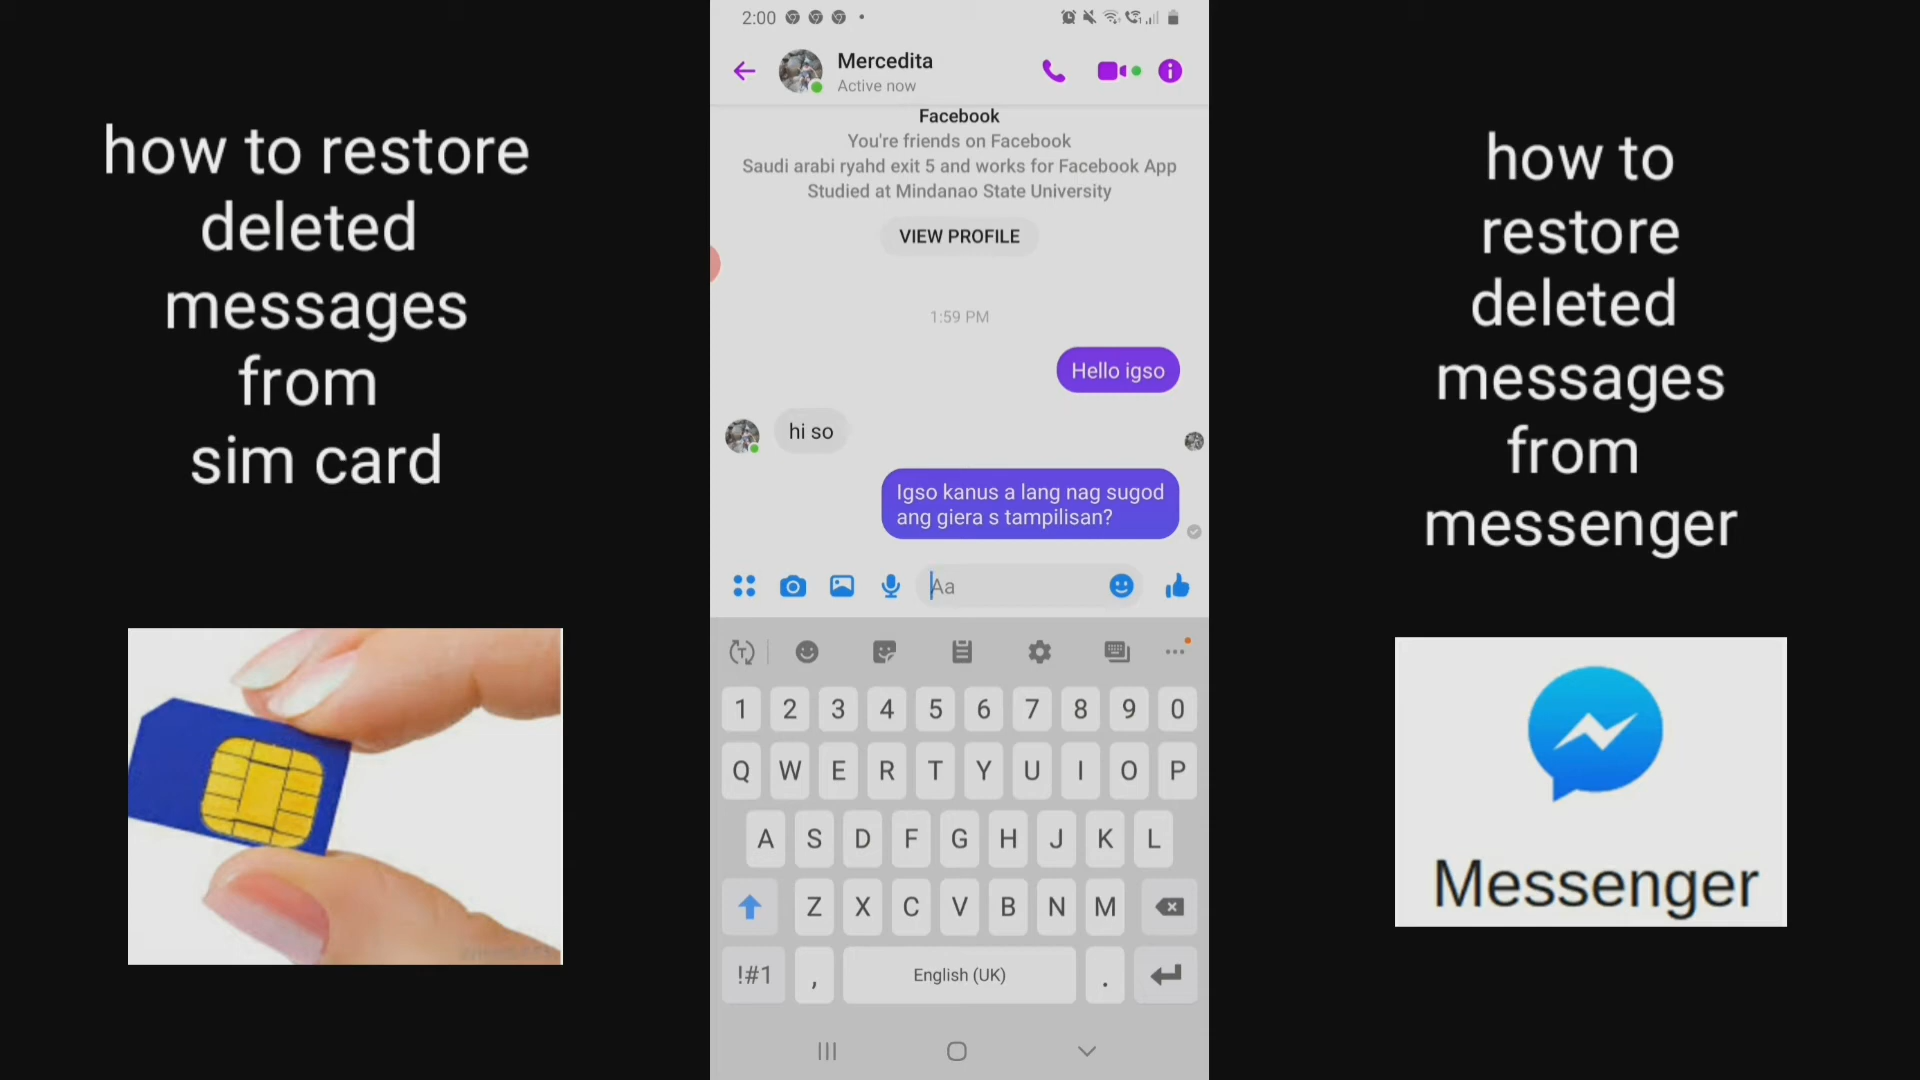 how to restore
deleted
messages
from
sim card
2:00
Mercedita
Active now
Facebook
You're friends on Facebook
Saudi arabi ryahd exit 5 and works for Facebook App
Studied at Mindanao State University
VIEW PROFILE
1:59 PM
Hello igso
hi so
Igso kanus a lang nag sugod
ang giera s tampilisan?
Aa
1 2 3 4 5 6 7 8 9 0
Q W E R T Y U I O P
A S D F G H J K L
Z X C V B N M
!#1 , English (UK) .
how to
restore
deleted
messages
from
messenger
Messenger